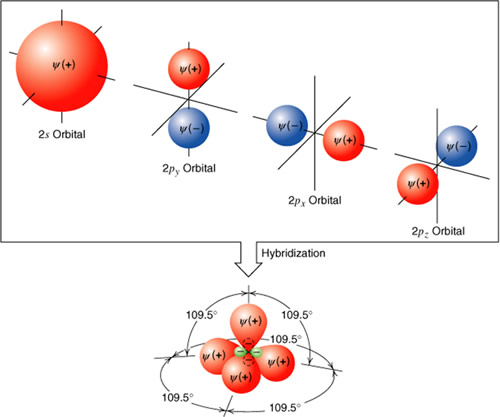 ψ(+)
2s Orbital
ψ(+)
ψ(−)
2py Orbital
ψ(−)
ψ(+)
2px Orbital
ψ(−)
ψ(+)
2pz Orbital
Hybridization
109.5°
109.5°
ψ(+)
109.5°
ψ(+)
− −
ψ(+)
ψ(+)
109.5°
109.5°